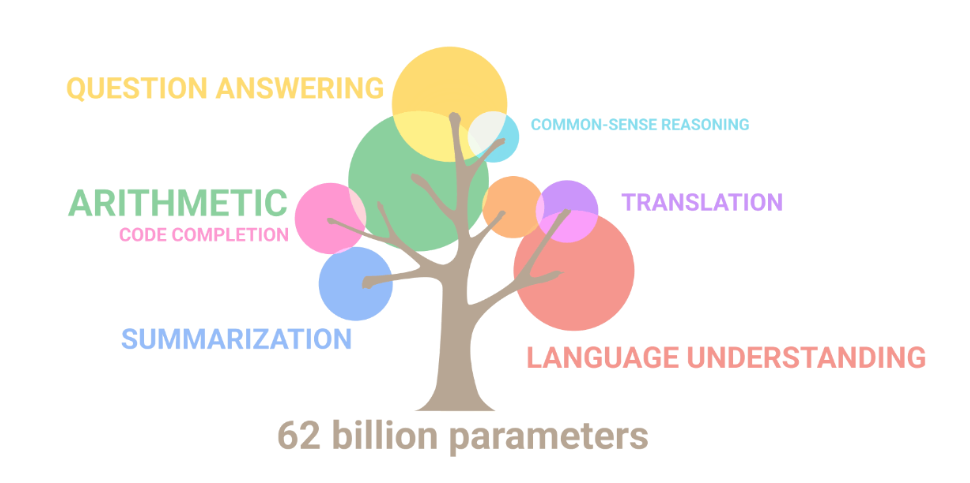 QUESTION ANSWERING
COMMON-SENSE REASONING
ARITHMETIC
TRANSLATION
CODE COMPLETION
SUMMARIZATION
LANGUAGE UNDERSTANDING
62 billion parameters